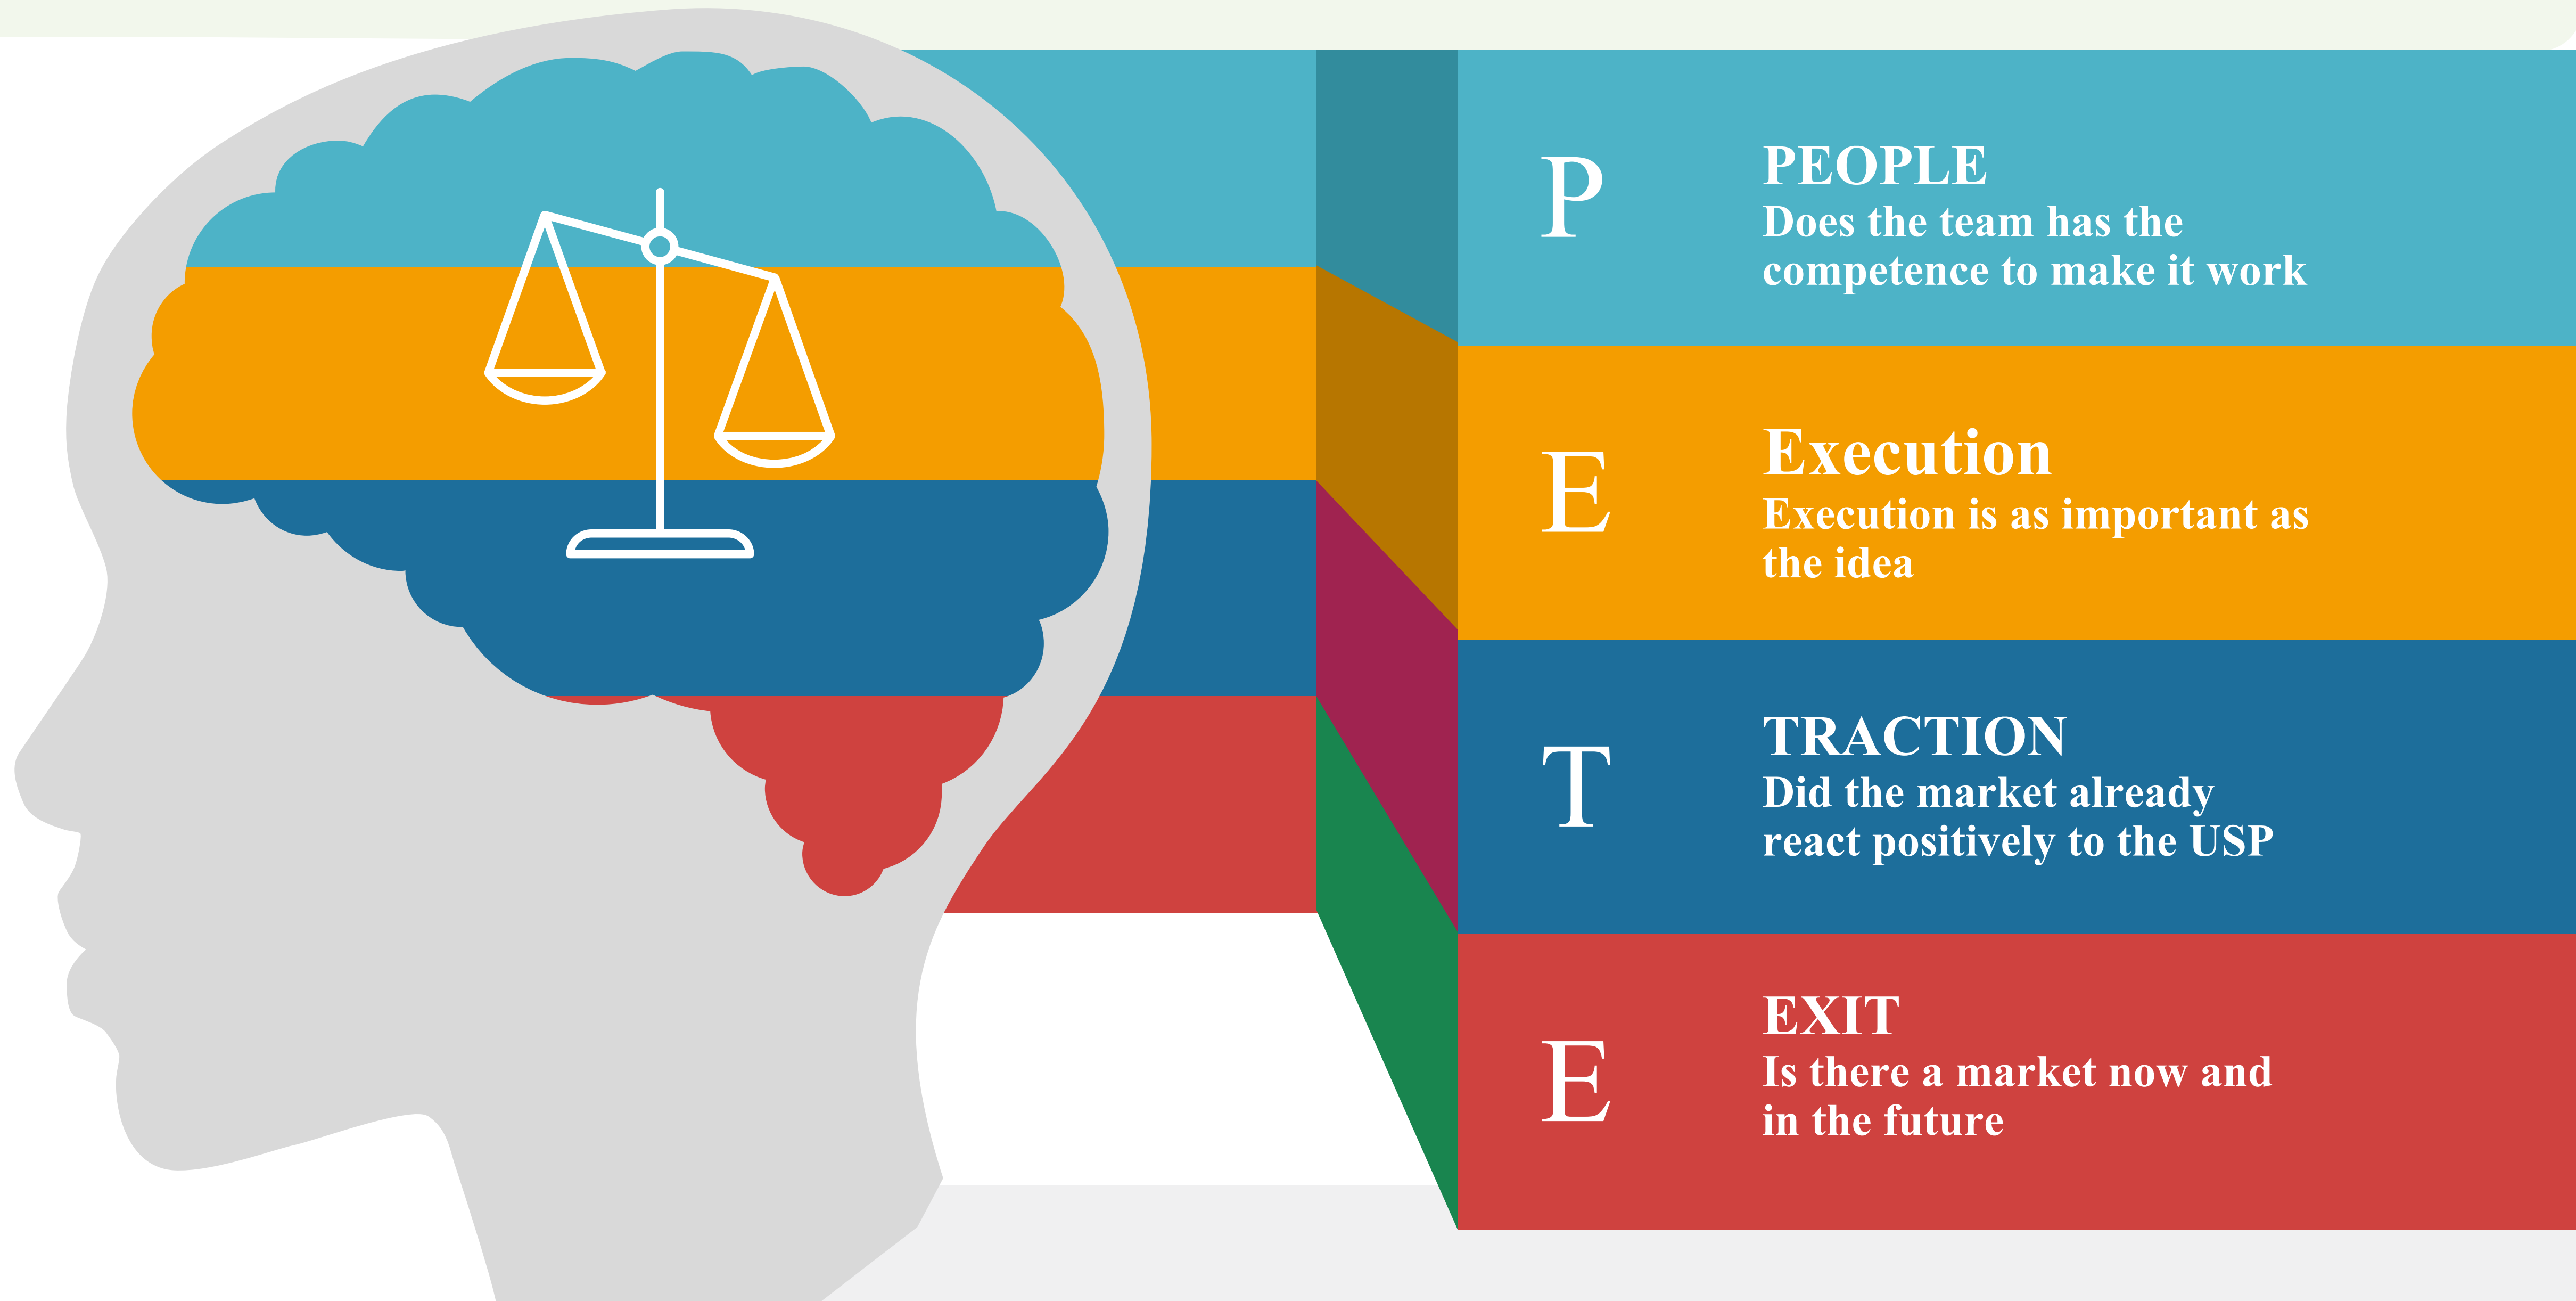 P
PEOPLE
Does the team has the
competence to make it work
E
Execution
Execution is as important as
the idea
T
TRACTION
Did the market already
react positively to the USP
E
EXIT
Is there a market now and
in the future